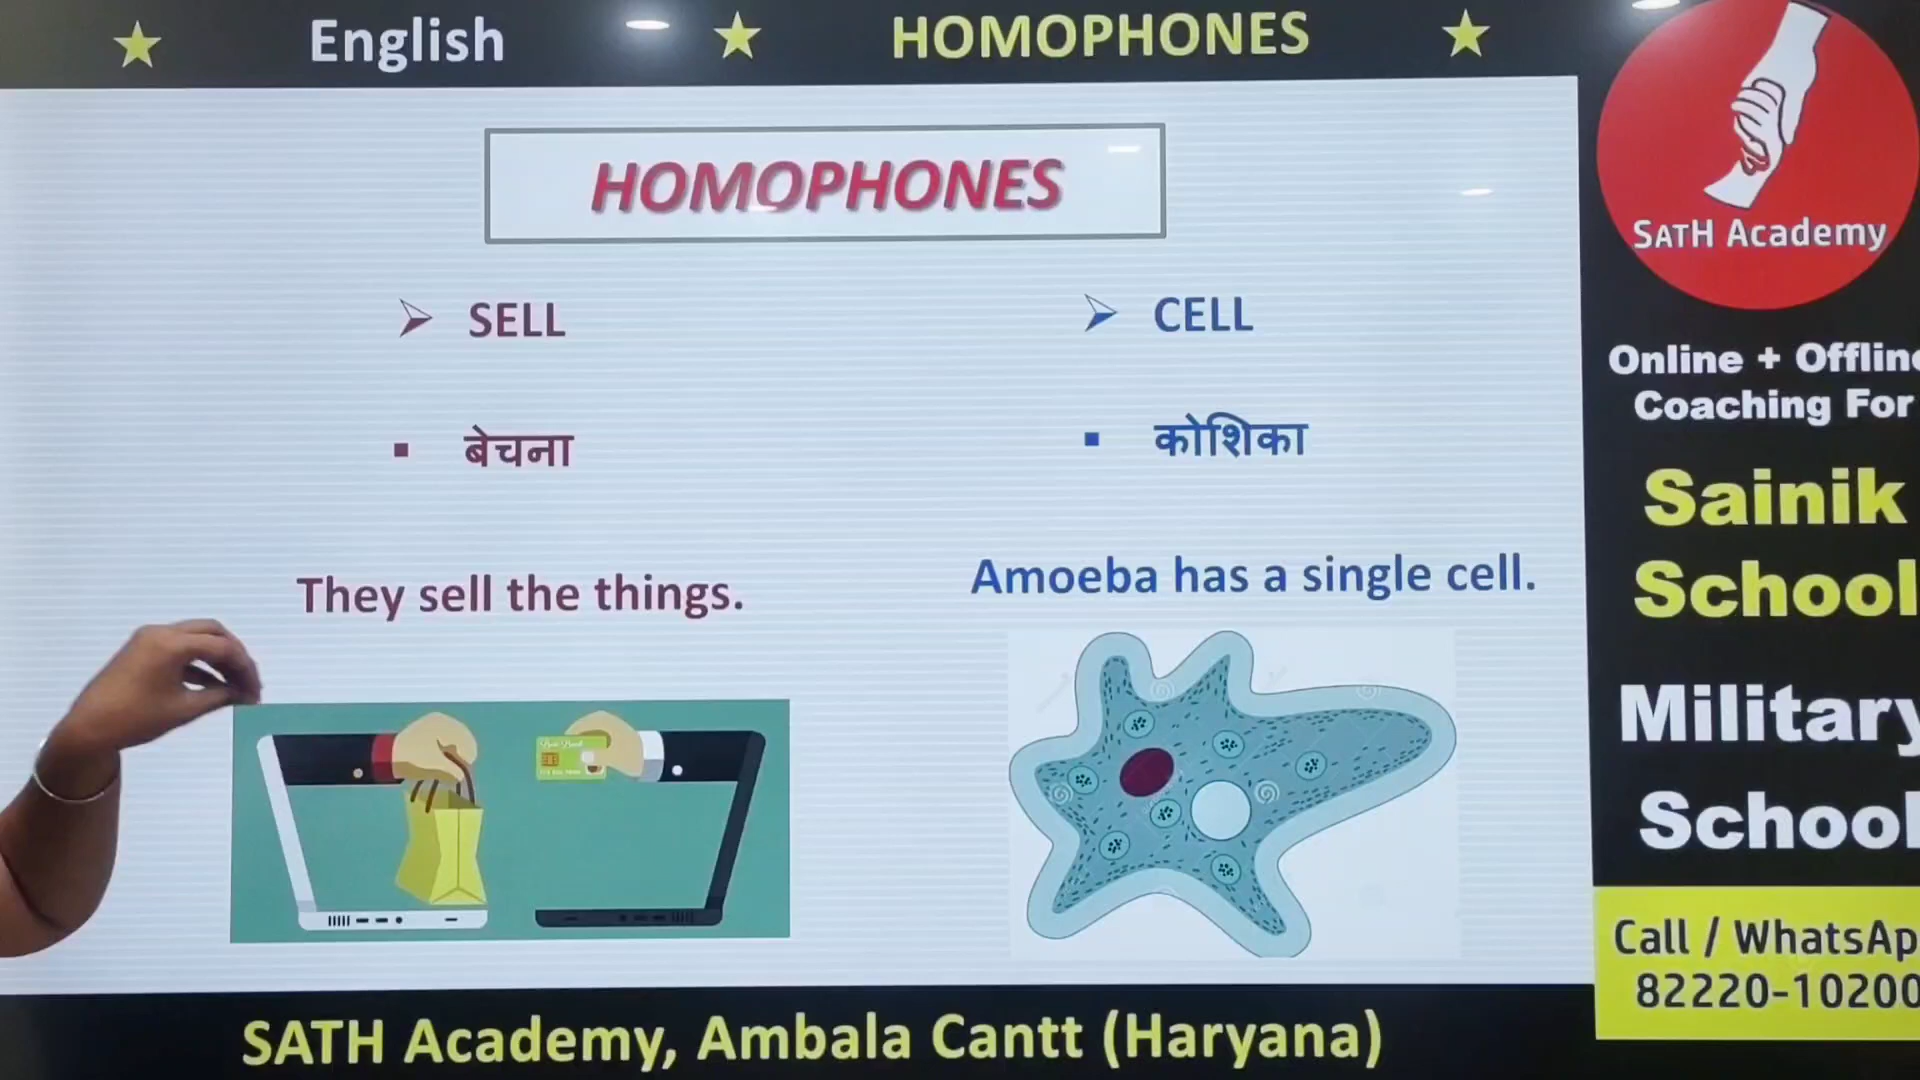 English HOMOPHONES
HOMOPHONES
SELL
CELL
बेचना
कोशिका
They sell the things.
Amoeba has a single cell.
SATH Academy
Online + Offline
Coaching For
Sainik
School
Military
School
Call / WhatsAp
82220-10200
SATH Academy, Ambala Cantt (Haryana)